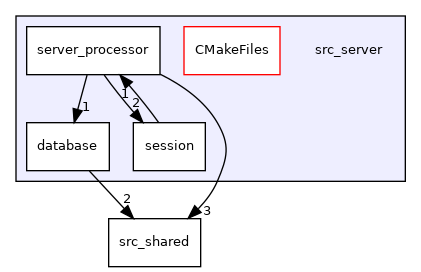 server_processor
CMakeFiles
src_server
1
1
2
database
session
2
3
src_shared